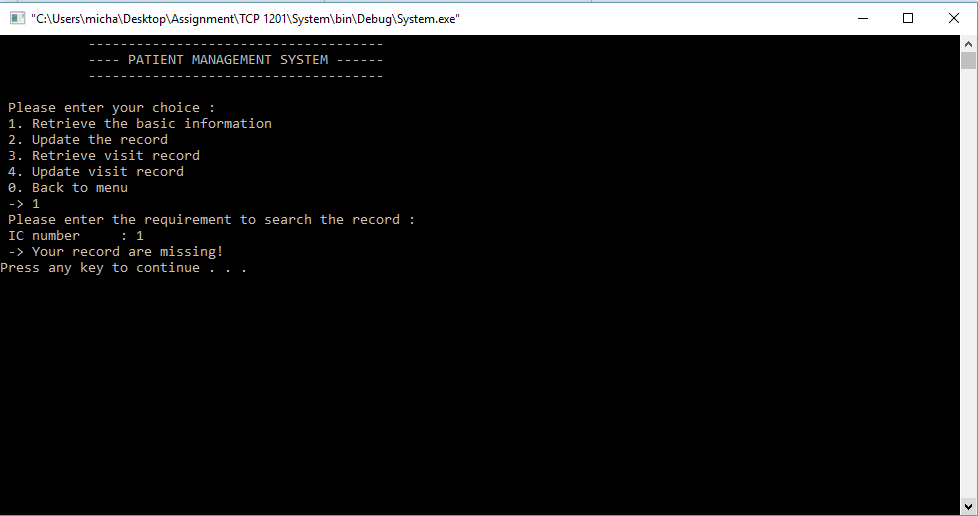 "C:\Users\micha\Desktop\Assignment\TCP 1201\System\bin\Debug\System.exe"
-------------------------------------
---- PATIENT MANAGEMENT SYSTEM ------
-------------------------------------
Please enter your choice :
1. Retrieve the basic information
2. Update the record
3. Retrieve visit record
4. Update visit record
0. Back to menu
-> 1
Please enter the requirement to search the record :
IC number     : 1
-> Your record are missing!
Press any key to continue . . .